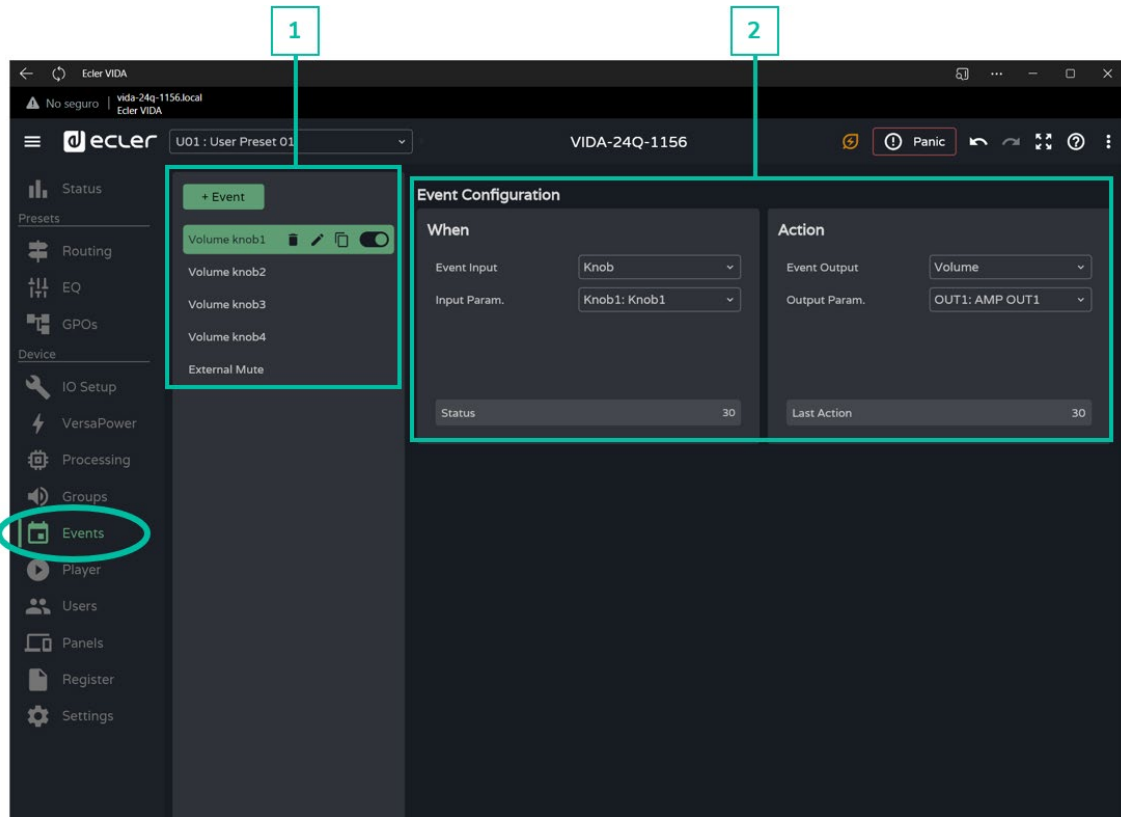 1
2
Ecler VIDA
No seguro
vida-24q-1156.local
Ecler VIDA
ecler
U01 : User Preset 01
VIDA-24Q-1156
Panic
Status
Presets
Routing
EQ
GPOs
Device
IO Setup
VersaPower
Processing
Groups
Events
Player
Users
Panels
Register
Settings
+ Event
Volume knob1
Volume knob2
Volume knob3
Volume knob4
External Mute
Event Configuration
When
Event Input Knob
Input Param. Knob1: Knob1
Status 30
Action
Event Output Volume
Output Param. OUT1: AMP OUT1
Last Action 30